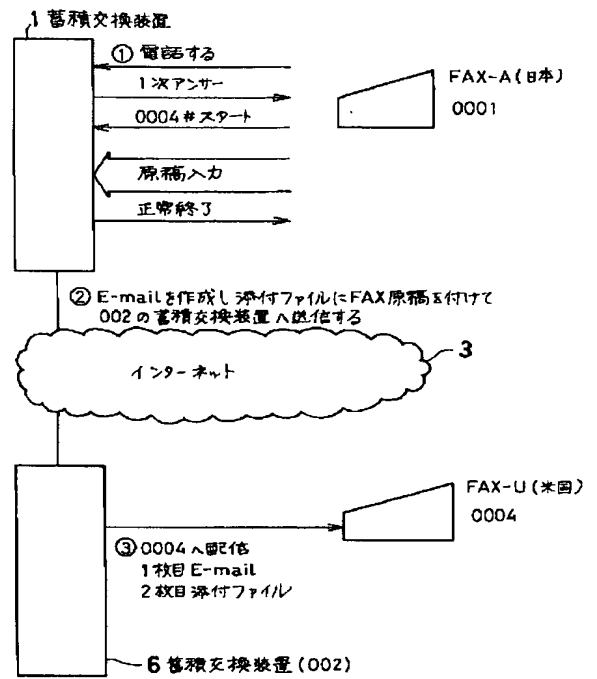 1 蓄積交換装置
① 電話する
1次アンサー
0004#スタート
原稿入力
正常終了
FAX-A(日本)
0001
② E-mailを作成し添付ファイルにFAX原稿を付けて
002の蓄積交換装置へ送信する
3
インターネット
FAX-U(米国)
0004
③ 0004へ配信
1枚目 E-mail
2枚目 添付ファイル
6 蓄積交換装置(002)